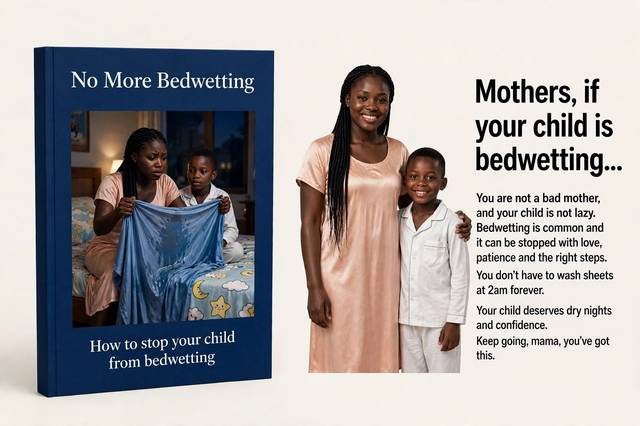 No More Bedwetting
How to stop your child
from bedwetting
Mothers, if
your child is
bedwetting...
You are not a bad mother,
and your child is not lazy.
Bedwetting is common and
it can be stopped with love,
patience and the right steps.
You don't have to wash sheets
at 2am forever.
Your child deserves dry nights
and confidence.
Keep going, mama, you've got
this.